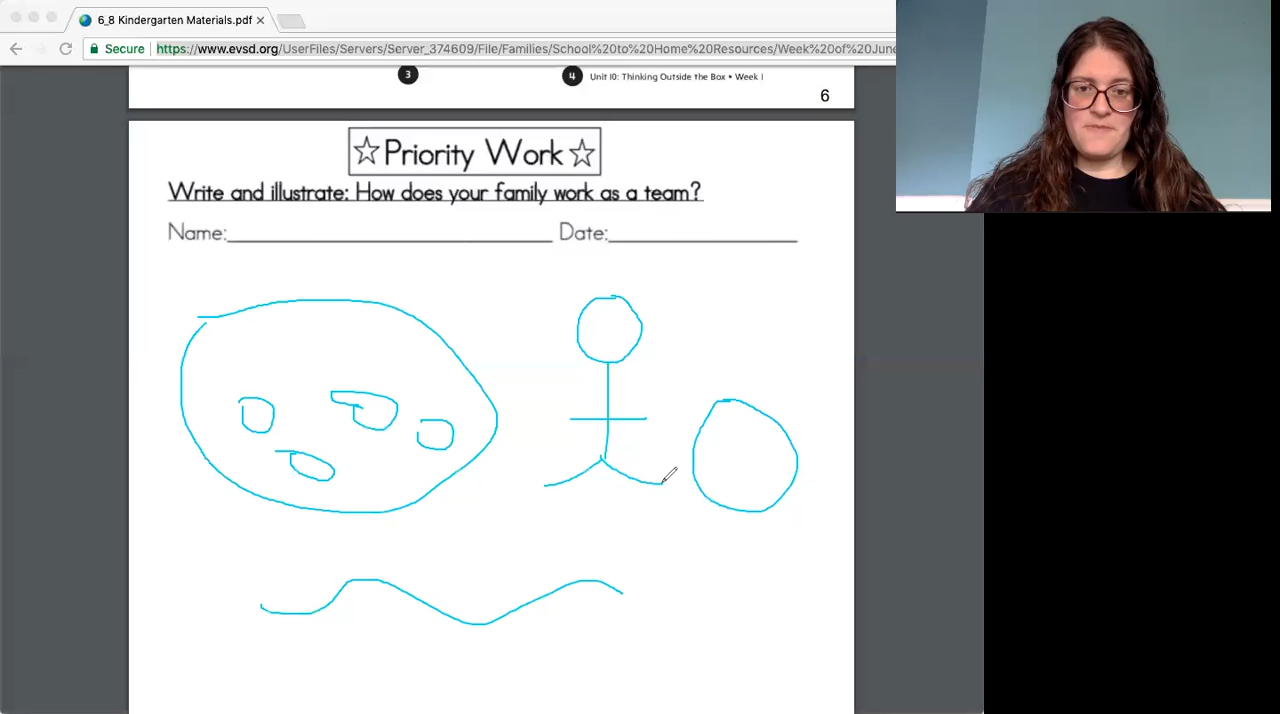 6_8 Kindergarten Materials.pdf
Secure https://www.evsd.org/UserFiles/Servers/Server_374609/File/Families/School%20to%20Home%20Resources/Week%20of%20June
3
4 Unit 10: Thinking Outside the Box • Week 1
6
☆Priority Work☆
Write and illustrate: How does your family work as a team?
Name: Date: